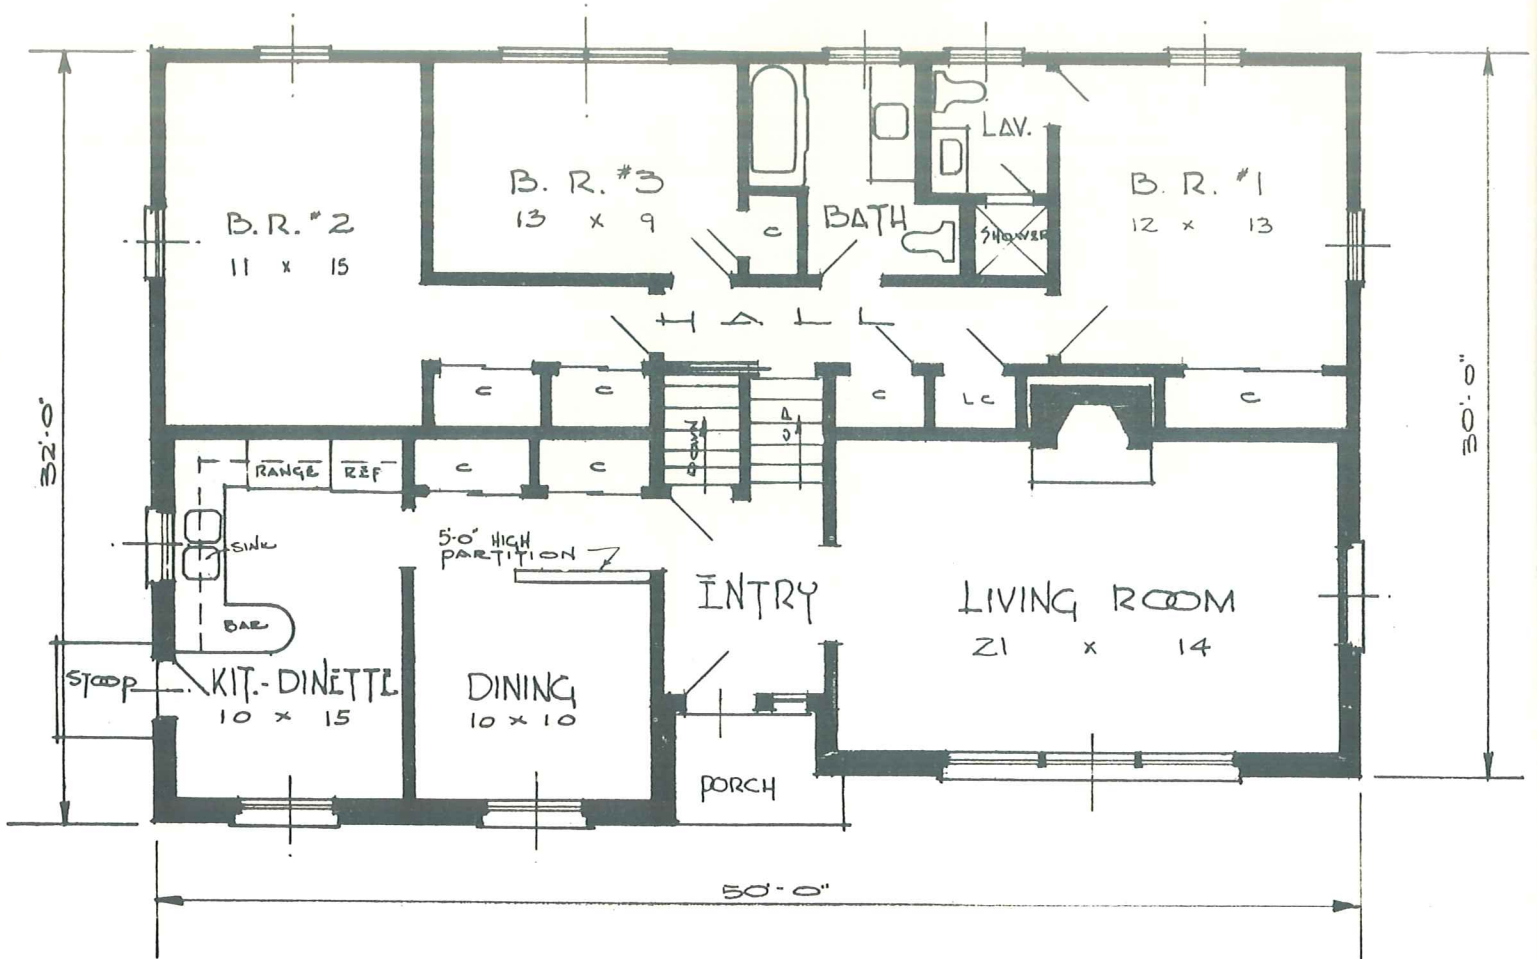 B. R. #3
13 x 9
LAV.
B. R. #1
12 x 13
B. R. #2
11 x 15
C
BATH
SHOWER
HALL
C
C
C
LC
C
32'-0"
30'-0"
RANGE
REF
C
C
DOWN
UP
SINK
5'-0" HIGH
PARTITION
BAR
ENTRY
LIVING ROOM
21 x 14
STOOP
KIT.-DINETTE
10 x 15
DINING
10 x 10
PORCH
50'-0"